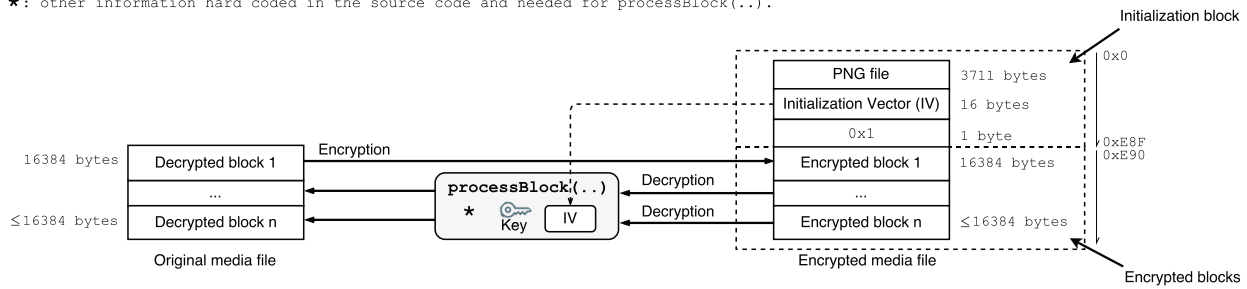 *: other information hard coded in the source code and needed for processBlock(..).
Initialization block
0x0
PNG file
3711 bytes
Initialization Vector (IV)
16 bytes
0x1
1 byte
0xE8F
0xE90
16384 bytes
Decrypted block 1
Encryption
Encrypted block 1
16384 bytes
...
processBlock(..)
Decryption
...
≤16384 bytes
Decrypted block n
*
Key
IV
Decryption
Encrypted block n
≤16384 bytes
Original media file
Encrypted media file
Encrypted blocks